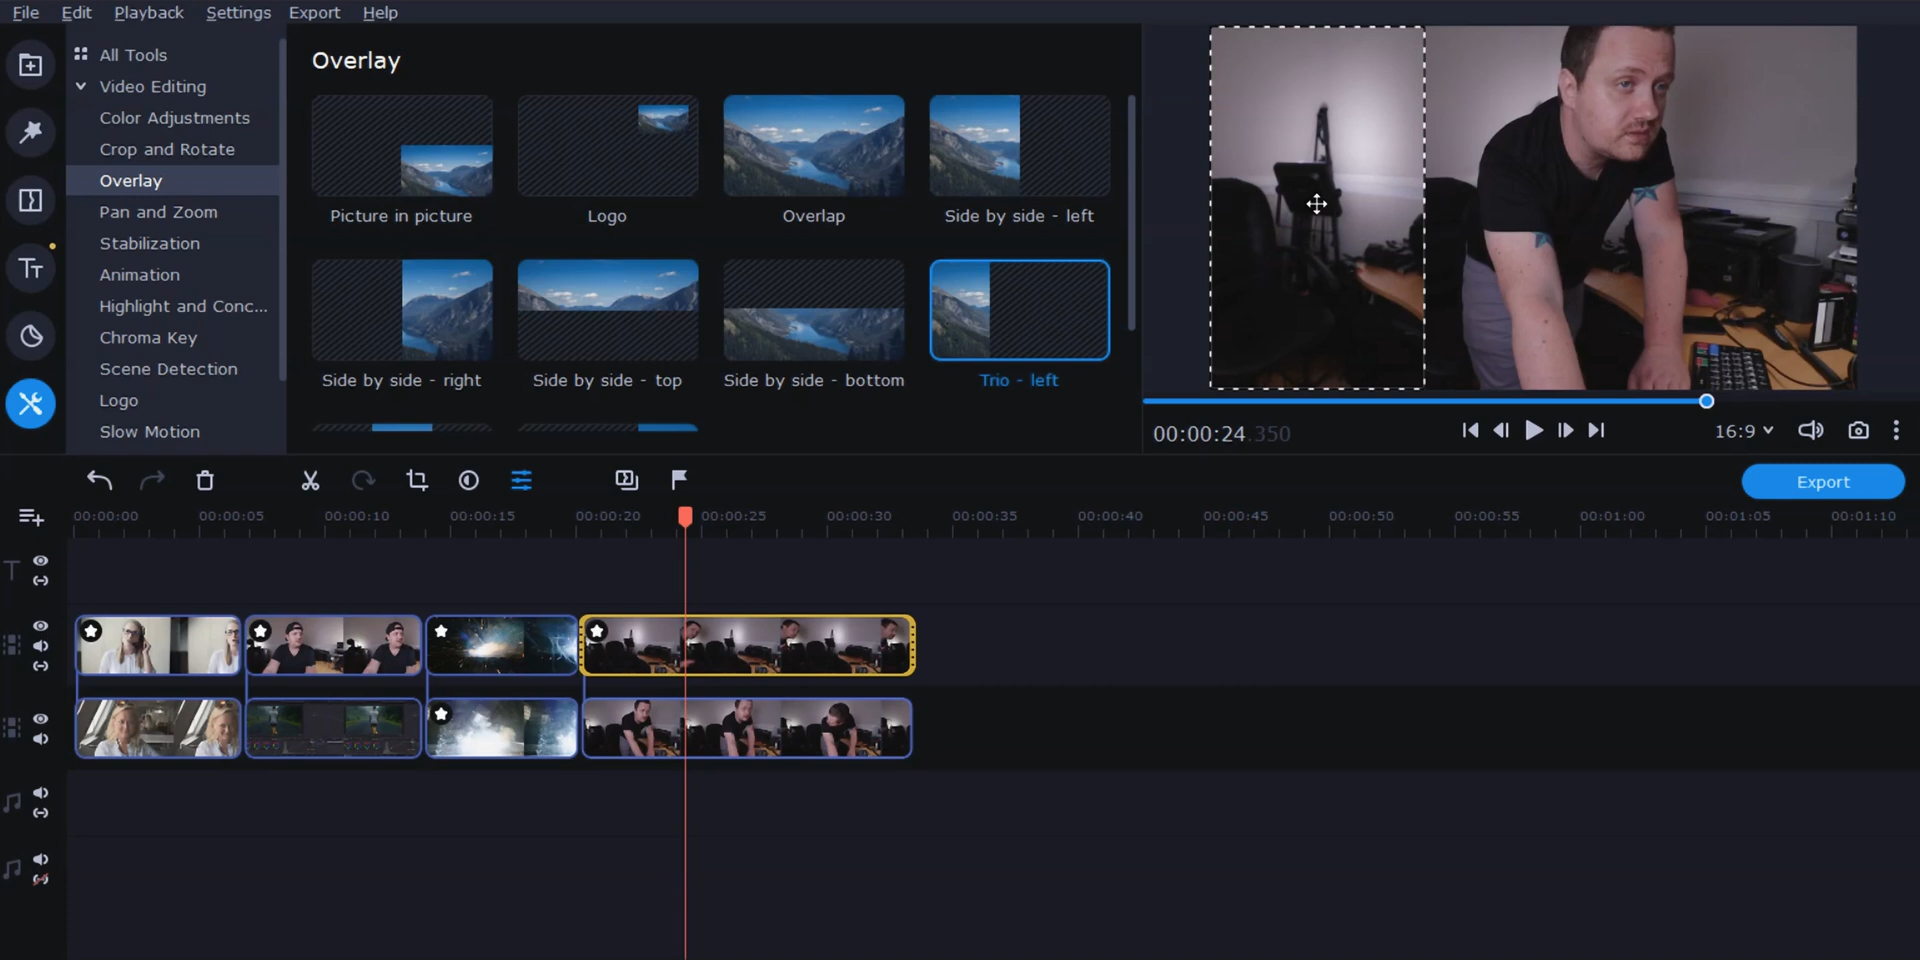 File Edit Playback Settings Export Help
All Tools
Video Editing
Color Adjustments
Crop and Rotate
Overlay
Pan and Zoom
Stabilization
Animation
Highlight and Conc...
Chroma Key
Scene Detection
Logo
Slow Motion
Overlay
Picture in picture
Logo
Overlap
Side by side - left
Side by side - right
Side by side - top
Side by side - bottom
Trio - left
00:00:24.350
16:9
Export
00:00:00 00:00:05 00:00:10 00:00:15 00:00:20 00:00:25 00:00:30 00:00:35 00:00:40 00:00:45 00:00:50 00:00:55 00:01:00 00:01:05 00:01:10